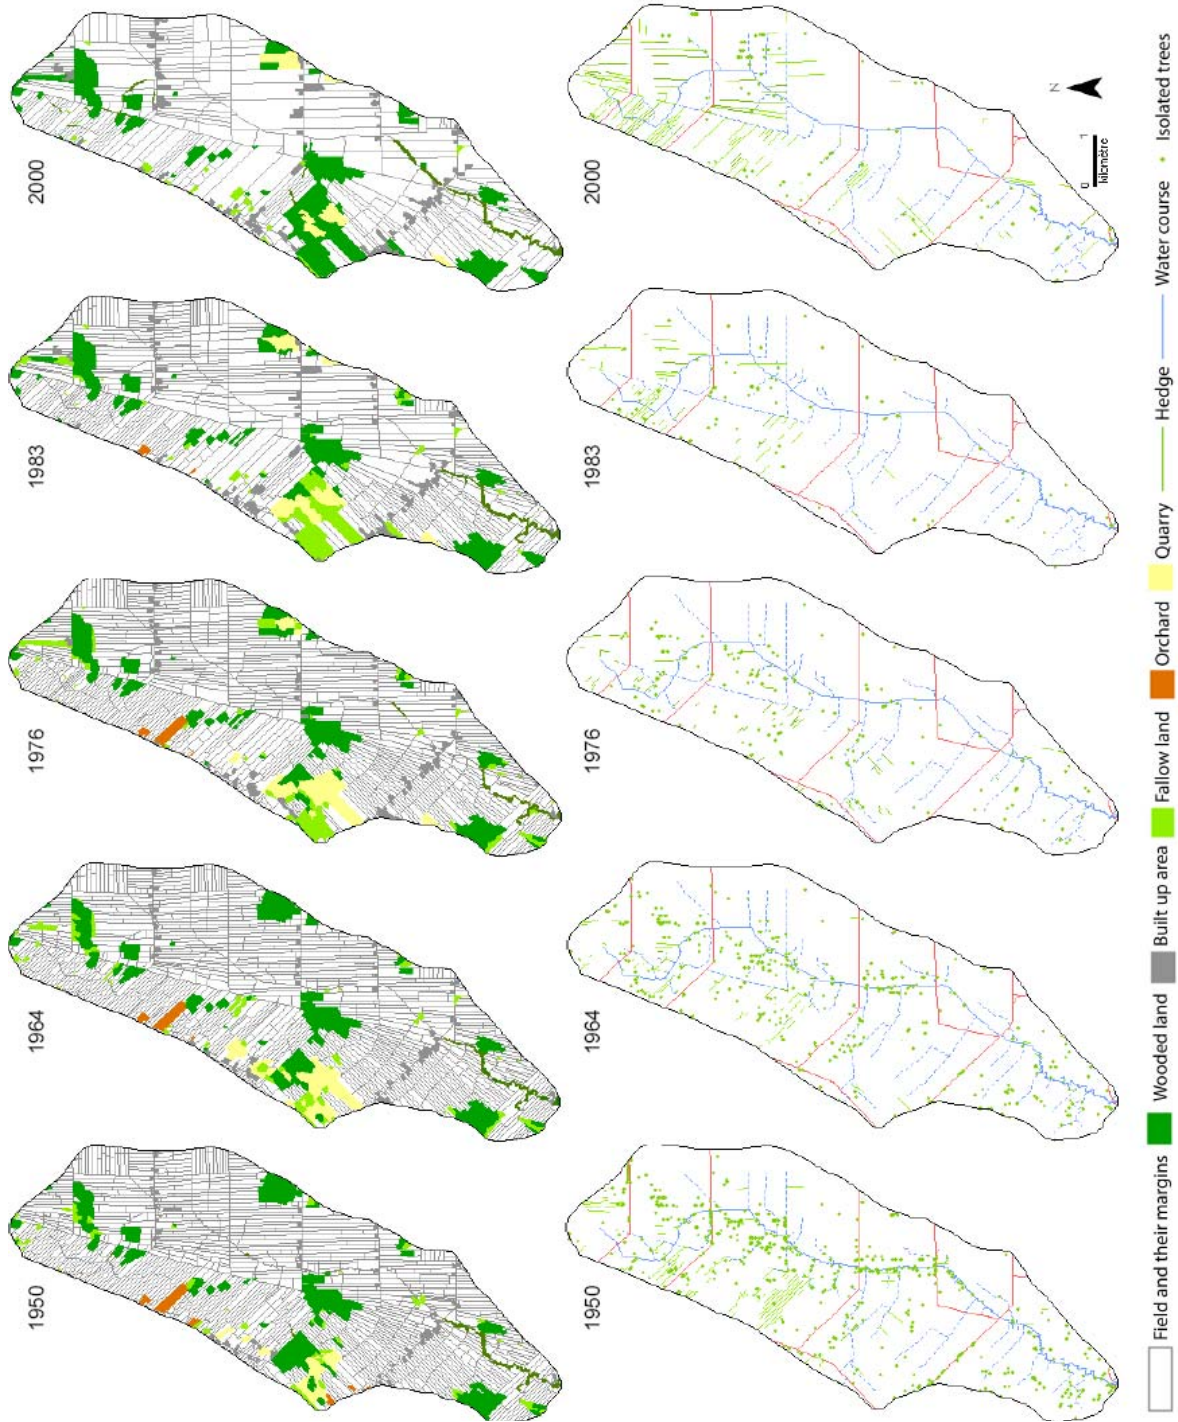 2000
1983
1976
1964
1950
2000
1983
1976
1964
1950
N
0 1
kilomètre
Field and their margins
Wooded land
Built up area
Fallow land
Orchard
Quarry
Hedge
Water course
Isolated trees